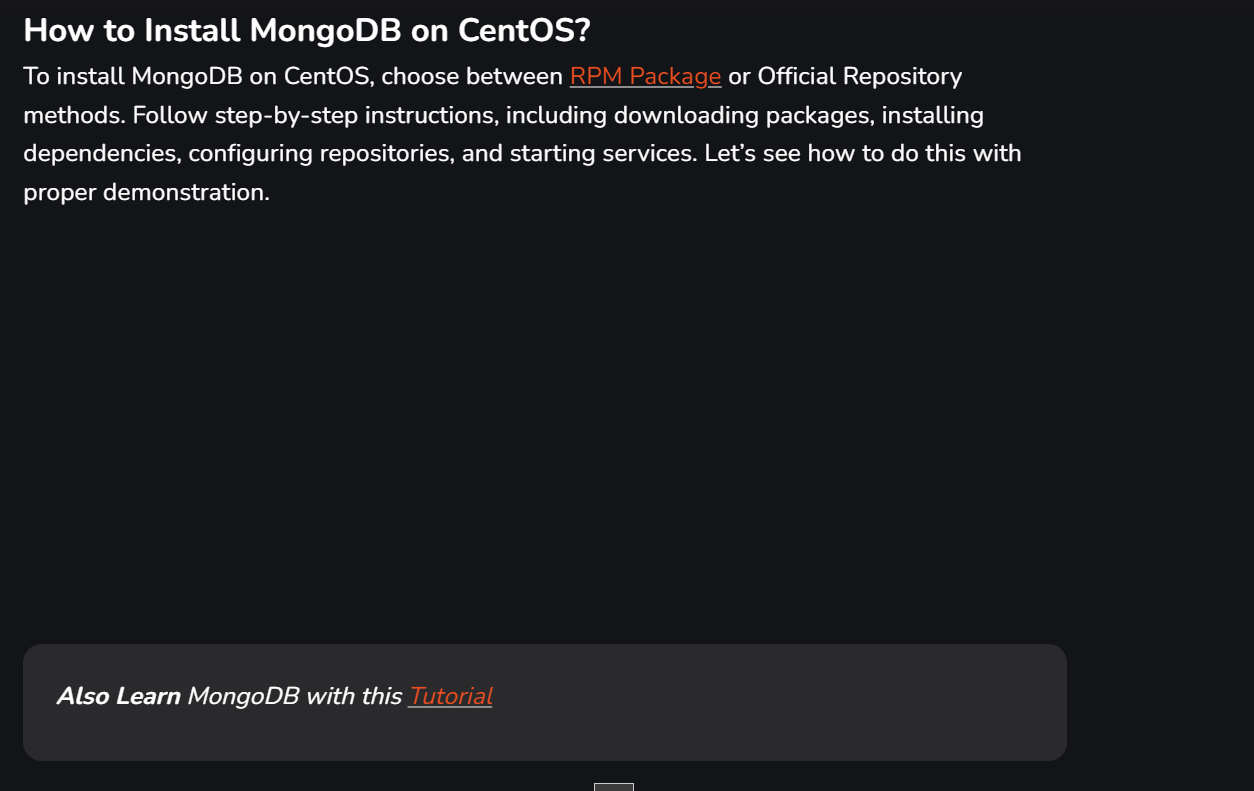 How to Install MongoDB on CentOS?
To install MongoDB on CentOS, choose between RPM Package or Official Repository
methods. Follow step-by-step instructions, including downloading packages, installing
dependencies, configuring repositories, and starting services. Let’s see how to do this with
proper demonstration.
Also Learn MongoDB with this Tutorial